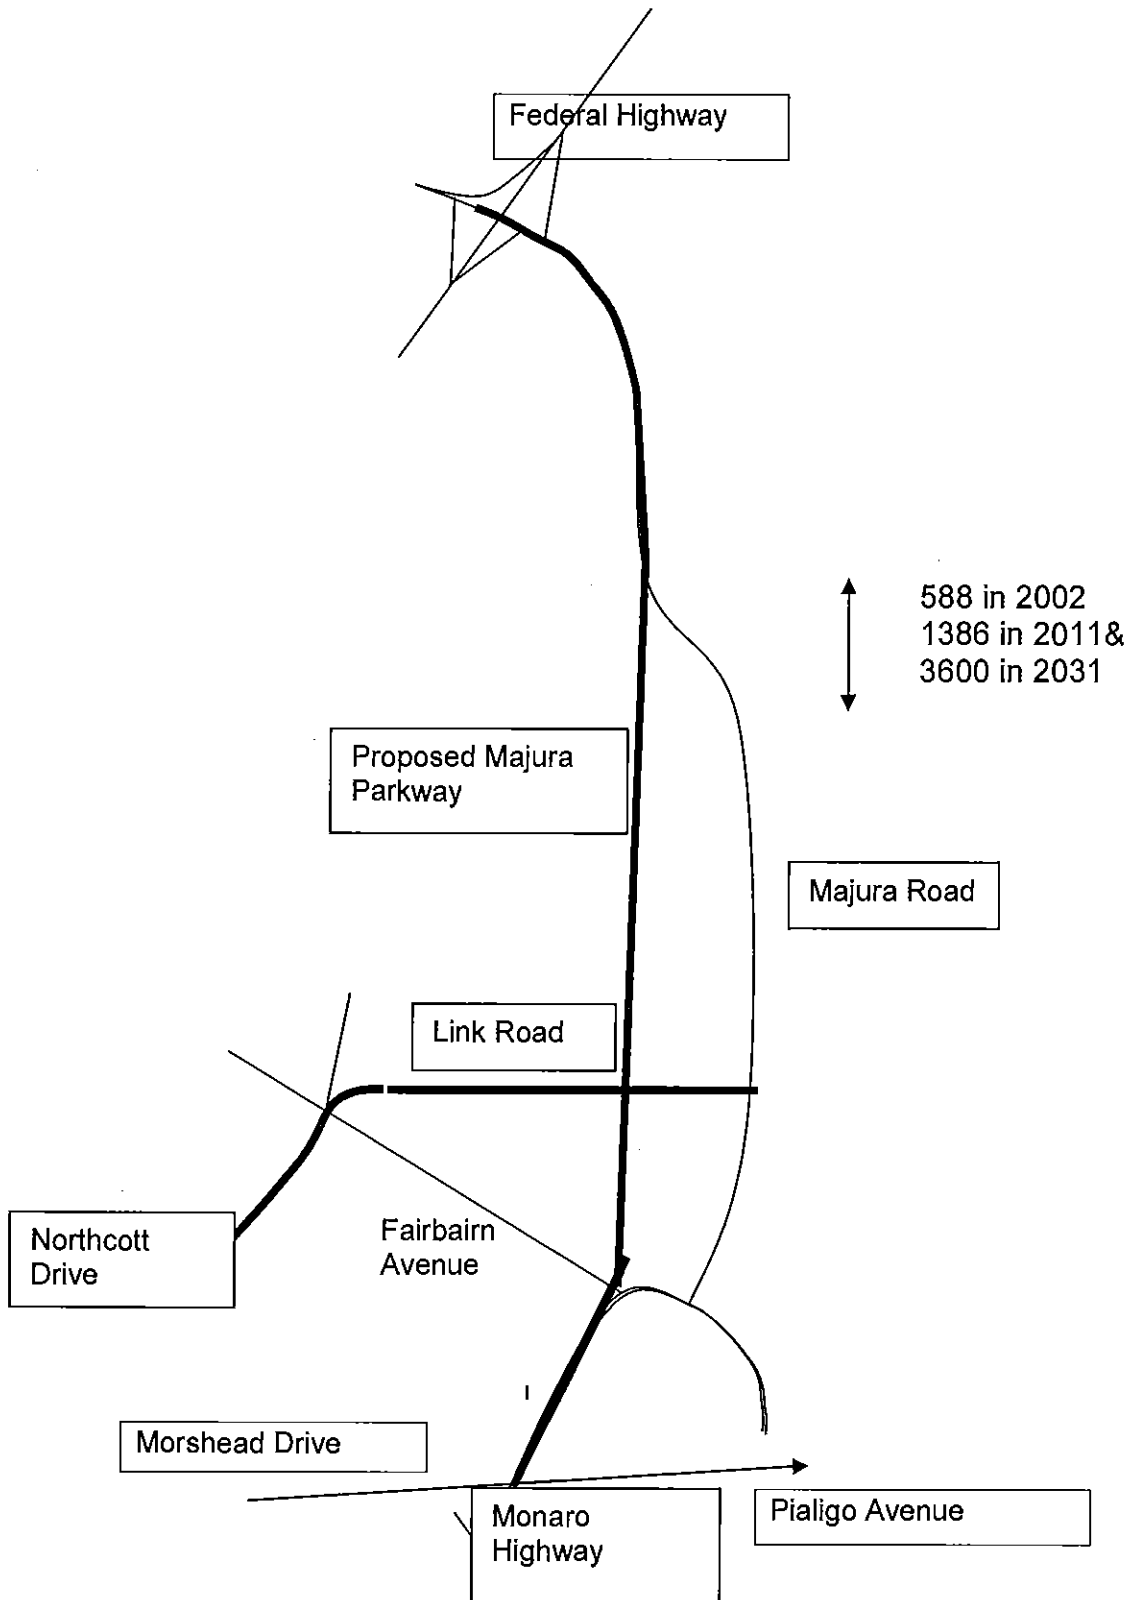 Federal Highway
588 in 2002
1386 in 2011&
3600 in 2031
Proposed Majura
Parkway
Majura Road
Link Road
Northcott
Drive
Fairbairn
Avenue
Morshead Drive
Monaro
Highway
Pialigo Avenue